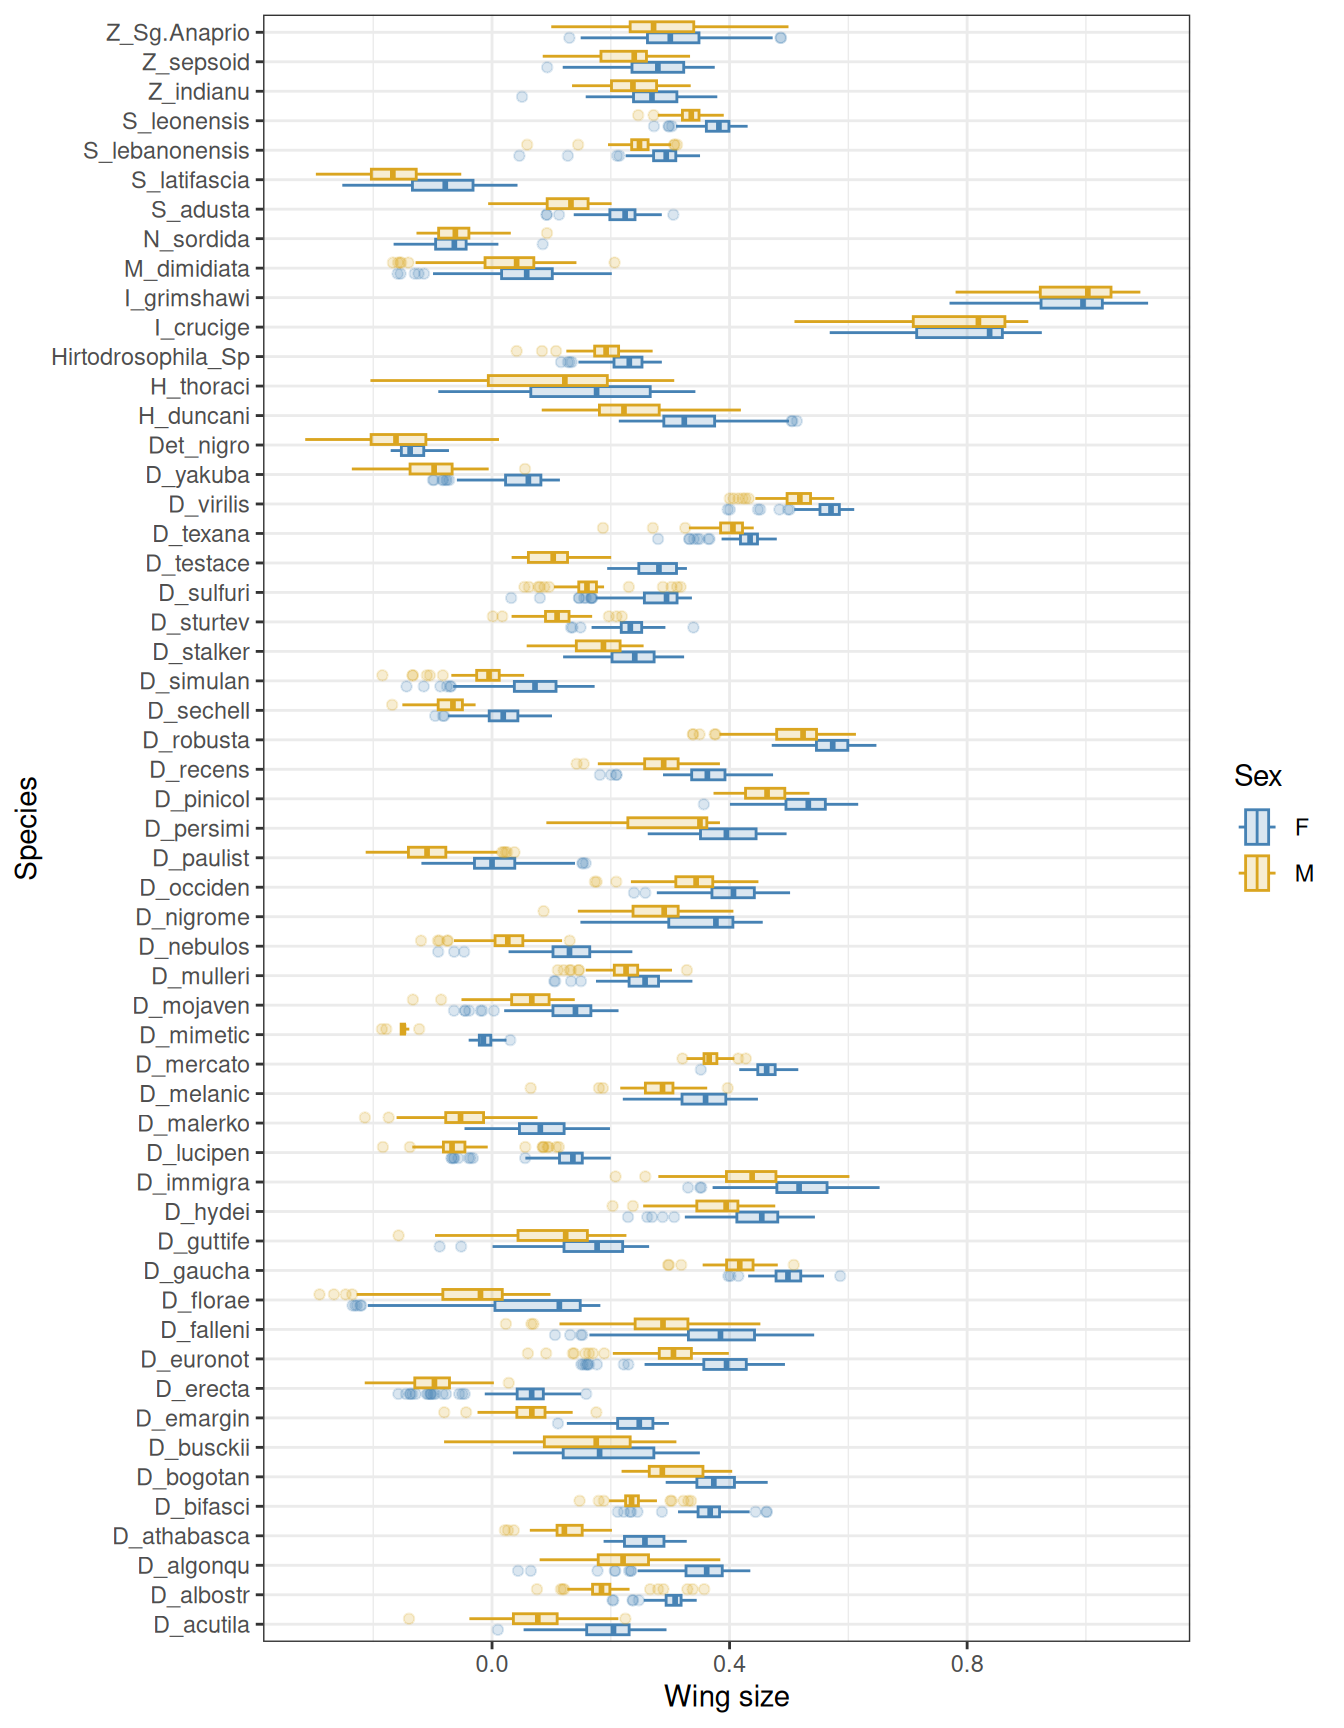 Z_Sg.Anaprio
Z_sepsoid
Z_indianu
S_leonensis
S_lebanonensis
S_latifascia
S_adusta
N_sordida
M_dimidiata
I_grimshawi
I_crucige
Hirtodrosophila_Sp
H_thoraci
H_duncani
Det_nigro
D_yakuba
D_virilis
D_texana
D_testace
D_sulfuri
D_sturtev
D_stalker
D_simulan
D_sechell
D_robusta
D_recens
D_pinicol
D_persimi
D_paulist
D_occiden
D_nigrome
D_nebulos
D_mulleri
D_mojaven
D_mimetic
D_mercato
D_melanic
D_malerko
D_lucipen
D_immigra
D_hydei
D_guttife
D_gaucha
D_florae
D_falleni
D_euronot
D_erecta
D_emargin
D_busckii
D_bogotan
D_bifasci
D_athabasca
D_algonqu
D_albostr
D_acutila
Species
0.0 0.4 0.8
Wing size
Sex
F
M